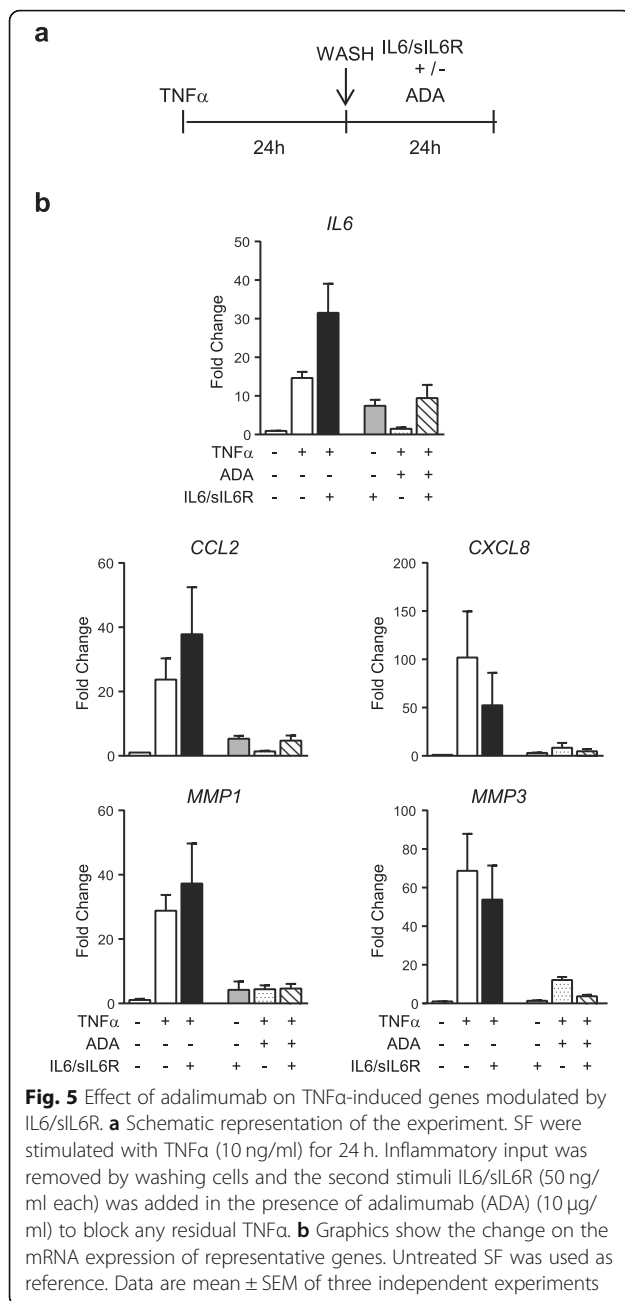 a
WASH IL6/sIL6R
+ / -
TNFα ADA
24h 24h
b
IL6
Fold Change
50
40
30
20
10
0
TNFα - + + - + +
ADA - - - - + +
IL6/sIL6R - - + + - +
CCL2
Fold Change
60
40
20
0
CXCL8
Fold Change
200
150
100
50
0
MMP1
Fold Change
60
40
20
0
TNFα - + + - + +
ADA - - - - + +
IL6/sIL6R - - + + - +
MMP3
Fold Change
100
80
60
40
20
0
TNFα - + + - + +
ADA - - - - + +
IL6/sIL6R - - + + - +
Fig. 5 Effect of adalimumab on TNFα-induced genes modulated by
IL6/sIL6R. a Schematic representation of the experiment. SF were
stimulated with TNFα (10 ng/ml) for 24 h. Inflammatory input was
removed by washing cells and the second stimuli IL6/sIL6R (50 ng/
ml each) was added in the presence of adalimumab (ADA) (10 μg/
ml) to block any residual TNFα. b Graphics show the change on the
mRNA expression of representative genes. Untreated SF was used as
reference. Data are mean ± SEM of three independent experiments